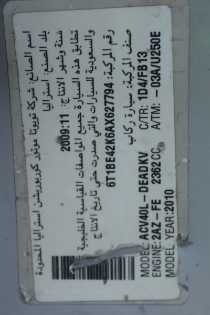 اسم الصانع: شركة تويوتا موتور كوربوريشن استراليا المحدودة
بلد الصنع: استراليا
سنة وشهر الانتاج: 2009:11
تطابق هذه السيارة جميع المواصفات القياسية الخليجية
والسعودية للسيارات والتي صدرت حتى تاريخ الانتاج
رقم المركبة: 6T1BE42K6AX627794
صنف المركبة: سيارة ركاب
MODEL: ACV40L-DEADKV
ENGINE: 2AZ-FE 2362 CC
MODEL YEAR: 2010
C/TR: 1D4/FB13
A/TM: -03A/U250E